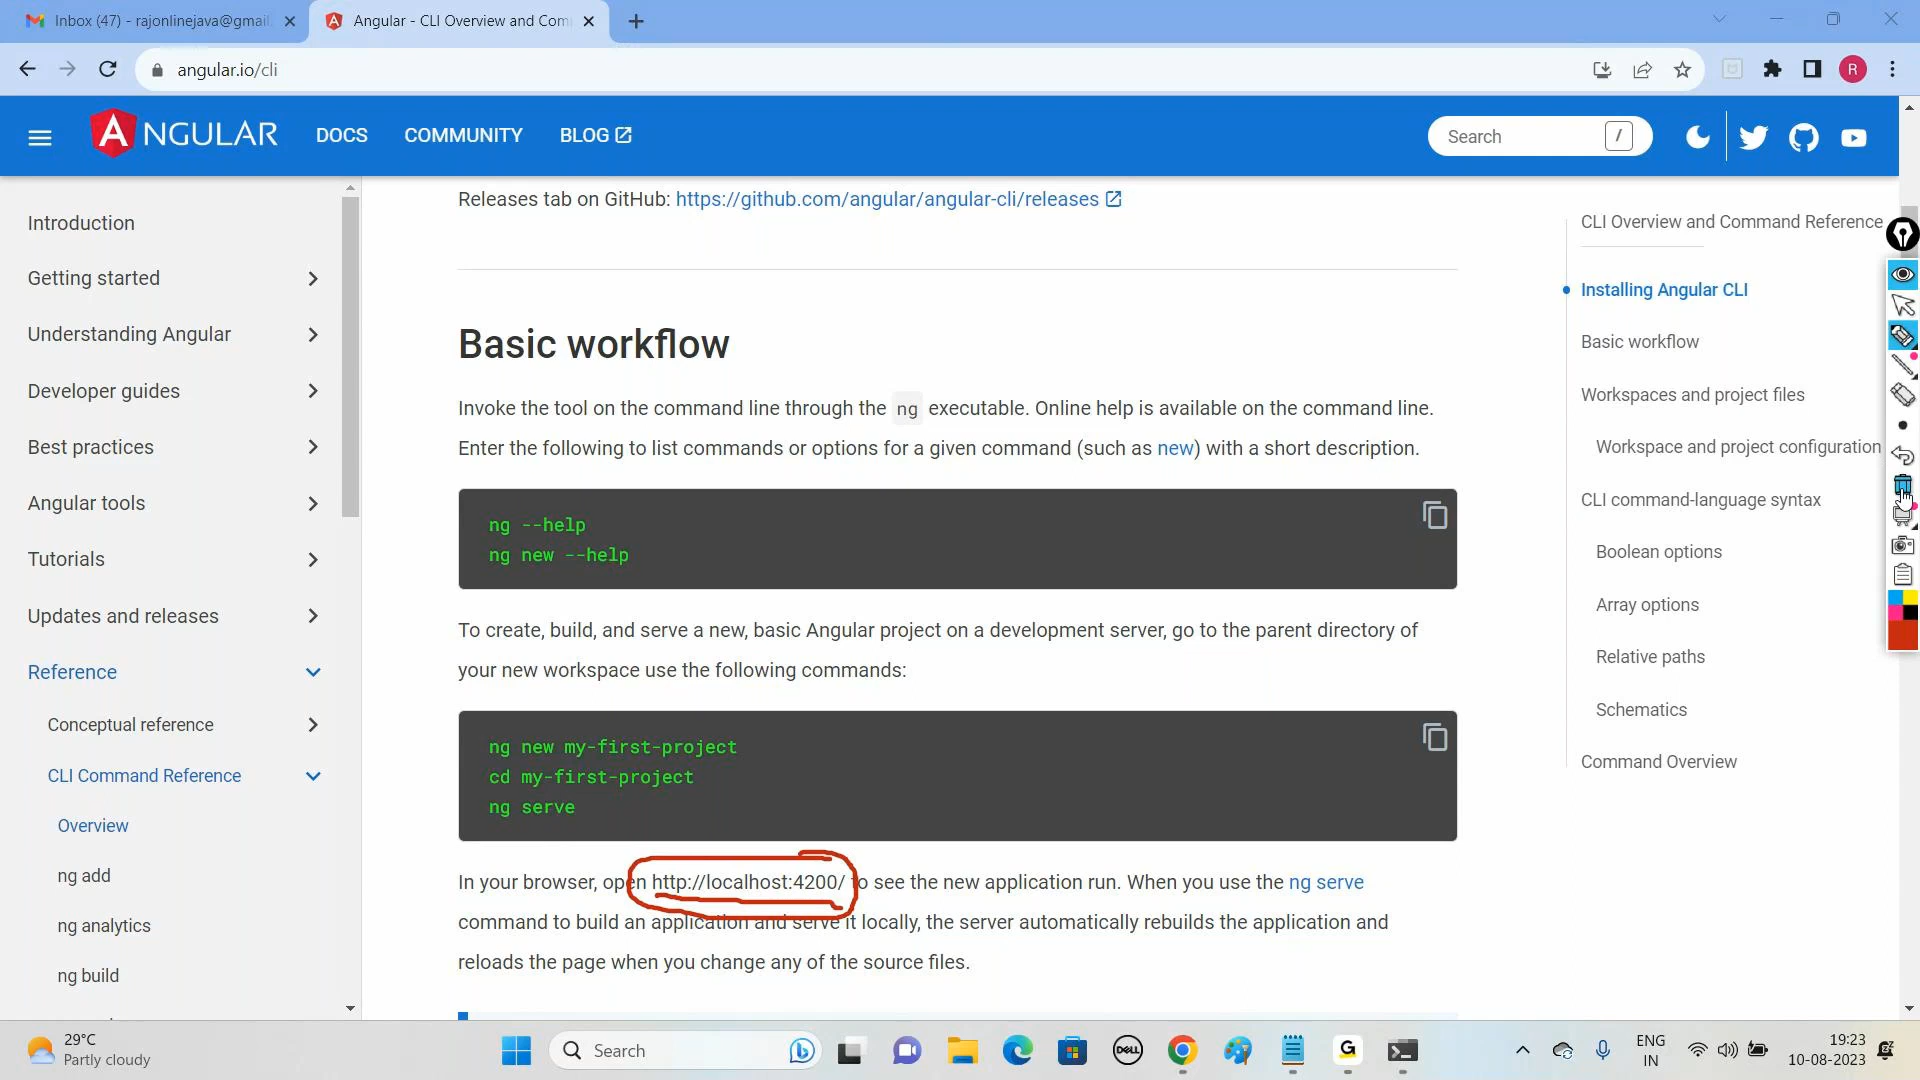 Inbox (47) - rajonlinejava@gmail.
Angular - CLI Overview and Com
angular.io/cli
R
ANGULAR
DOCS
COMMUNITY
BLOG
Search
/
Introduction
Getting started
Understanding Angular
Developer guides
Best practices
Angular tools
Tutorials
Updates and releases
Reference
Conceptual reference
CLI Command Reference
Overview
ng add
ng analytics
ng build
Releases tab on GitHub: https://github.com/angular/angular-cli/releases
Basic workflow
Invoke the tool on the command line through the ng executable. Online help is available on the command line.
Enter the following to list commands or options for a given command (such as new) with a short description.
ng --help
ng new --help
To create, build, and serve a new, basic Angular project on a development server, go to the parent directory of
your new workspace use the following commands:
ng new my-first-project
cd my-first-project
ng serve
In your browser, open http://localhost:4200/ to see the new application run. When you use the ng serve
command to build an application and serve it locally, the server automatically rebuilds the application and
reloads the page when you change any of the source files.
CLI Overview and Command Reference
Installing Angular CLI
Basic workflow
Workspaces and project files
Workspace and project configuration
CLI command-language syntax
Boolean options
Array options
Relative paths
Schematics
Command Overview
29°C
Partly cloudy
Search
DELL
G
ENG
IN
19:23
10-08-2023